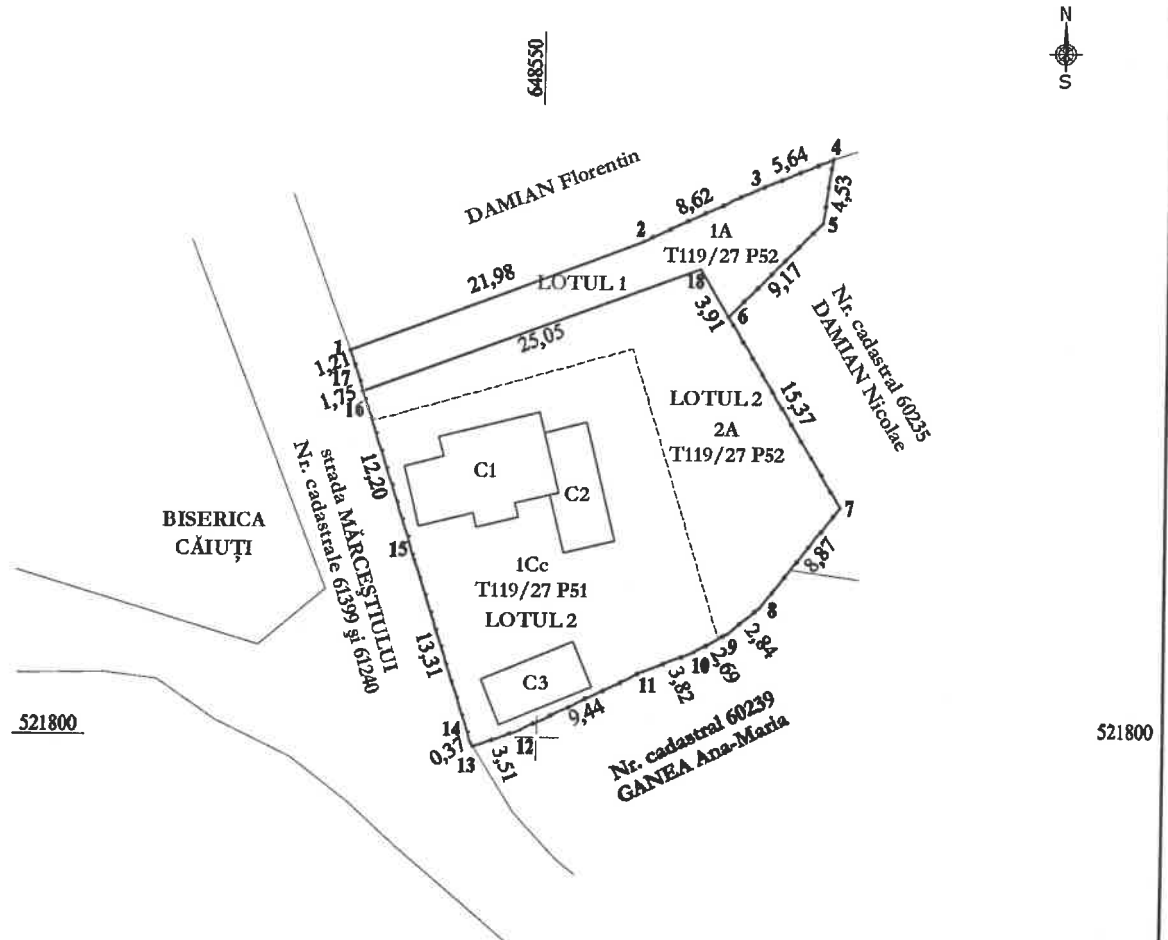 N
S
648550
DAMIAN Florentin
4
5,64
3
8,62
4,53
2
5
1A
T119/27 P52
21,98
LOTUL 1
18
9,17
3,91
6
Nr. cadastral 60235
DAMIAN Nicolae
1
1,21
17
25,05
1,75
16
15,37
LOTUL 2
2A
T119/27 P52
12,20
C1
C2
strada MĂRCEȘTIULUI
Nr. cadastrale 61399 și 61240
BISERICA
CĂIUȚI
7
15
8,87
1Cc
T119/27 P51
LOTUL 2
8
2,84
9
2,69
10
3,82
11
13,31
C3
9,44
14
0,37
13
3,51
12
Nr. cadastral 60239
GANEA Ana-Maria
521800
521800